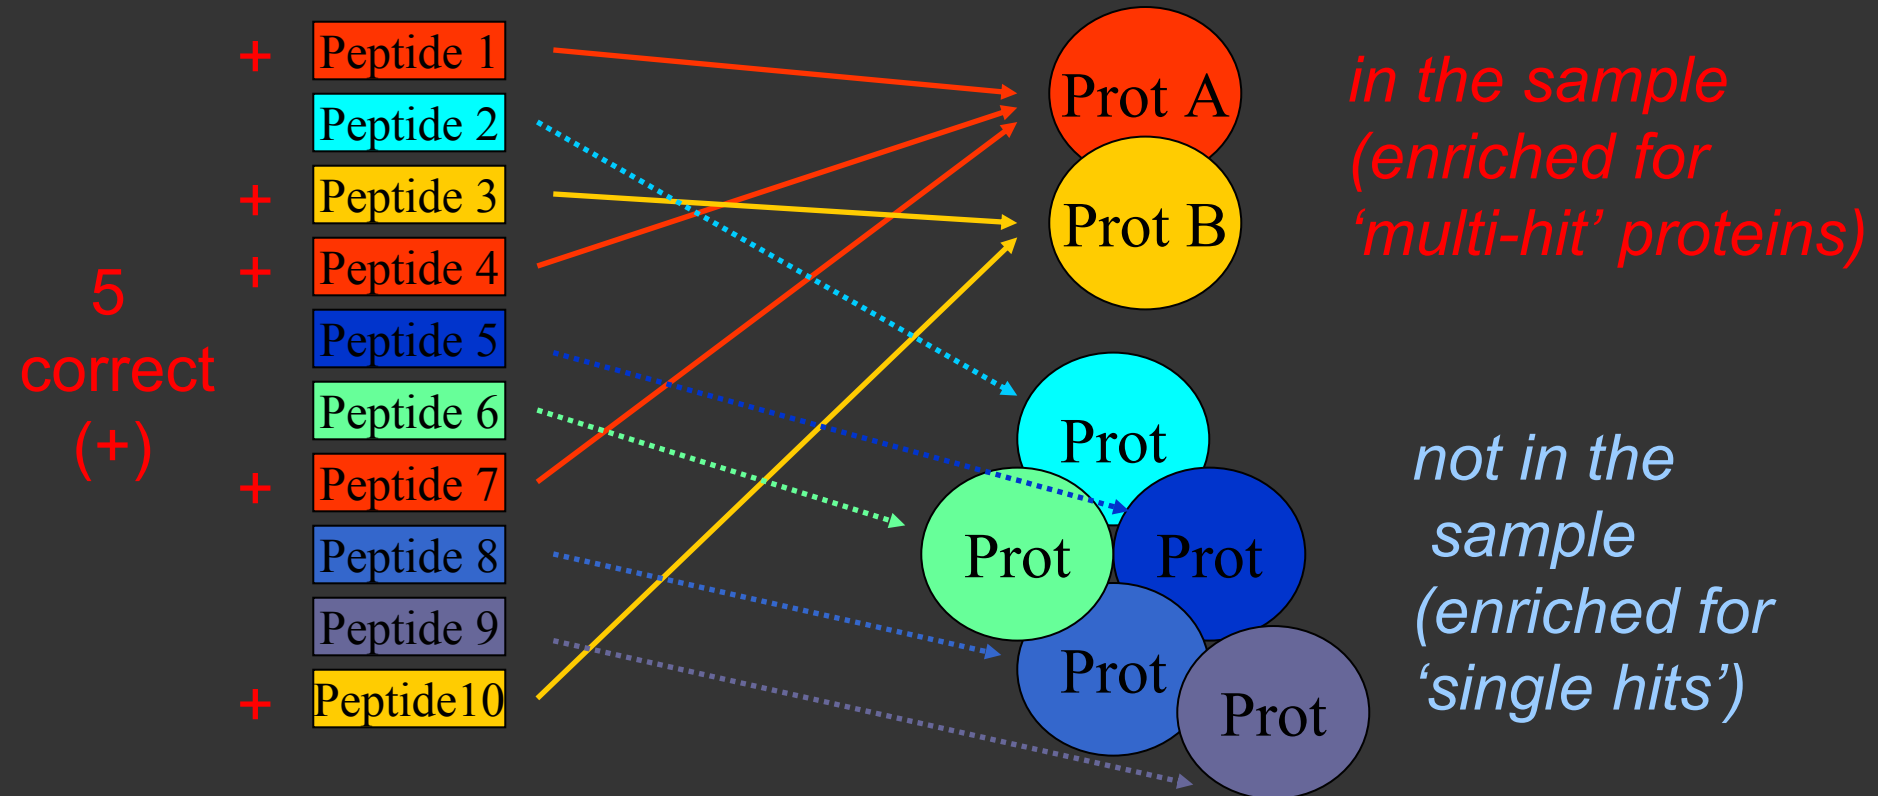 5
correct
(+)
+ Peptide 1
Peptide 2
+ Peptide 3
+ Peptide 4
Peptide 5
Peptide 6
+ Peptide 7
Peptide 8
Peptide 9
+ Peptide10
Prot A
Prot B
in the sample
(enriched for
‘multi-hit’ proteins)
Prot
Prot
Prot
Prot
Prot
not in the
sample
(enriched for
‘single hits’)